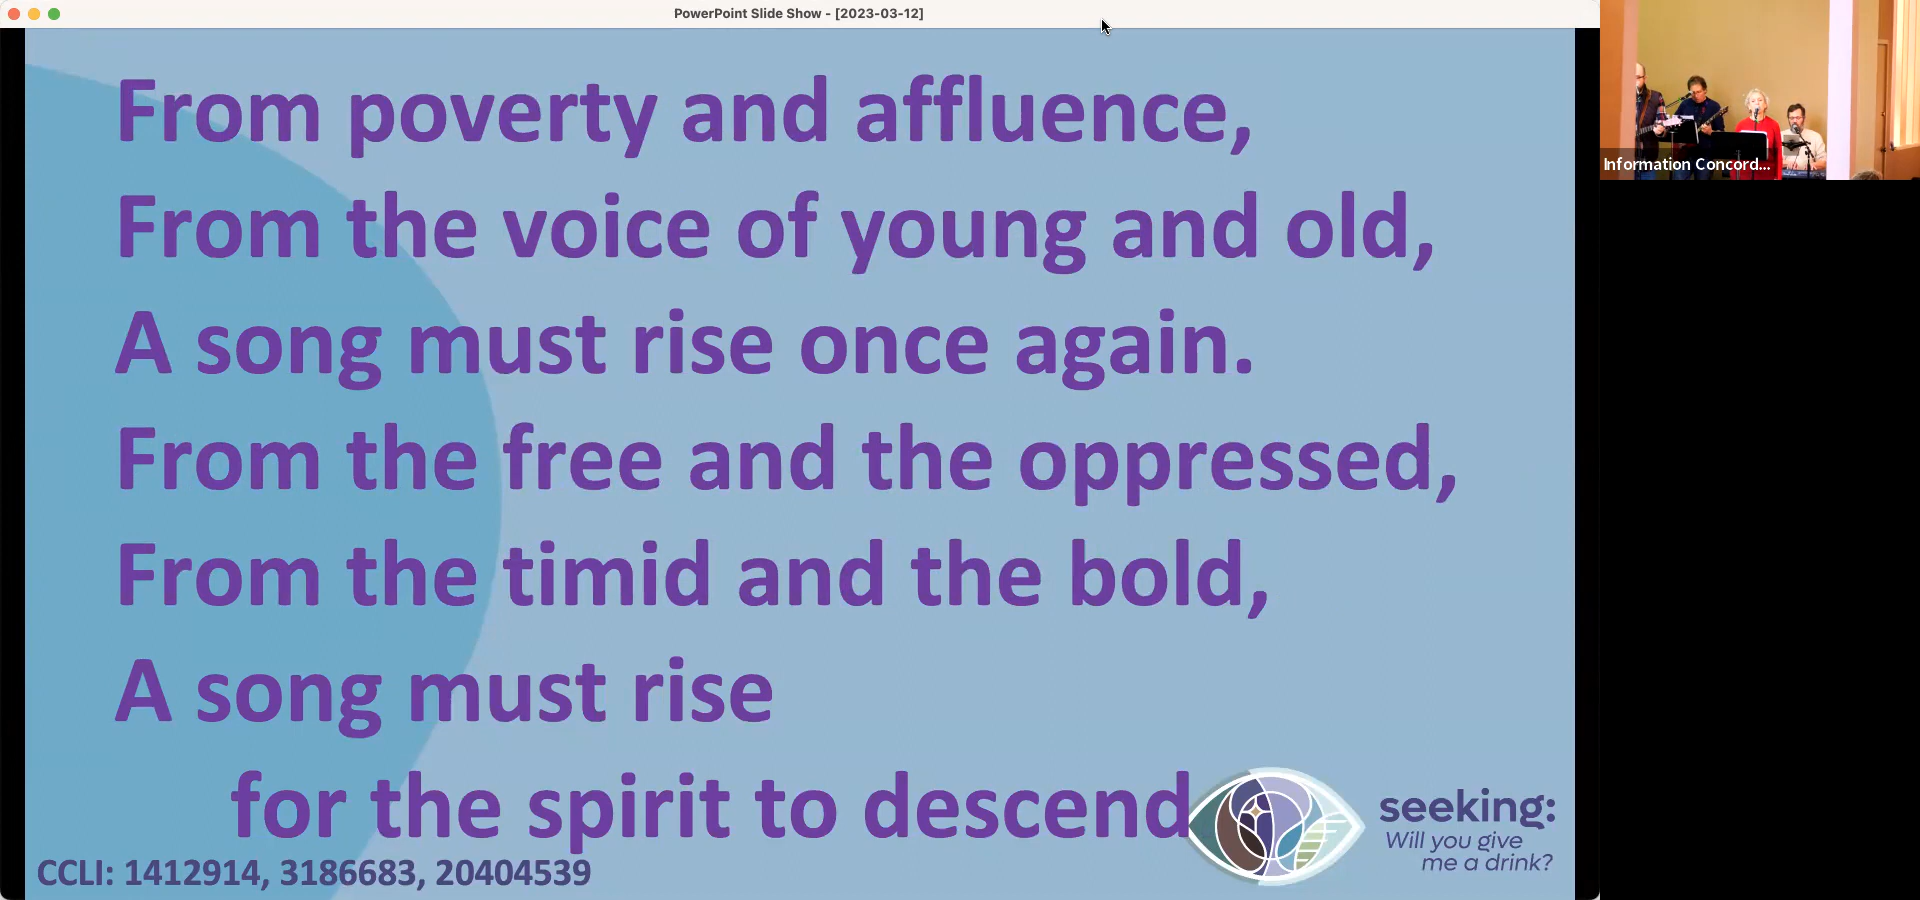 PowerPoint Slide Show - [2023-03-12]
From poverty and affluence,
From the voice of young and old,
A song must rise once again.
From the free and the oppressed,
From the timid and the bold,
A song must rise
for the spirit to descend
seeking:
Will you give
me a drink?
CCLI: 1412914, 3186683, 20404539
Information Concord...